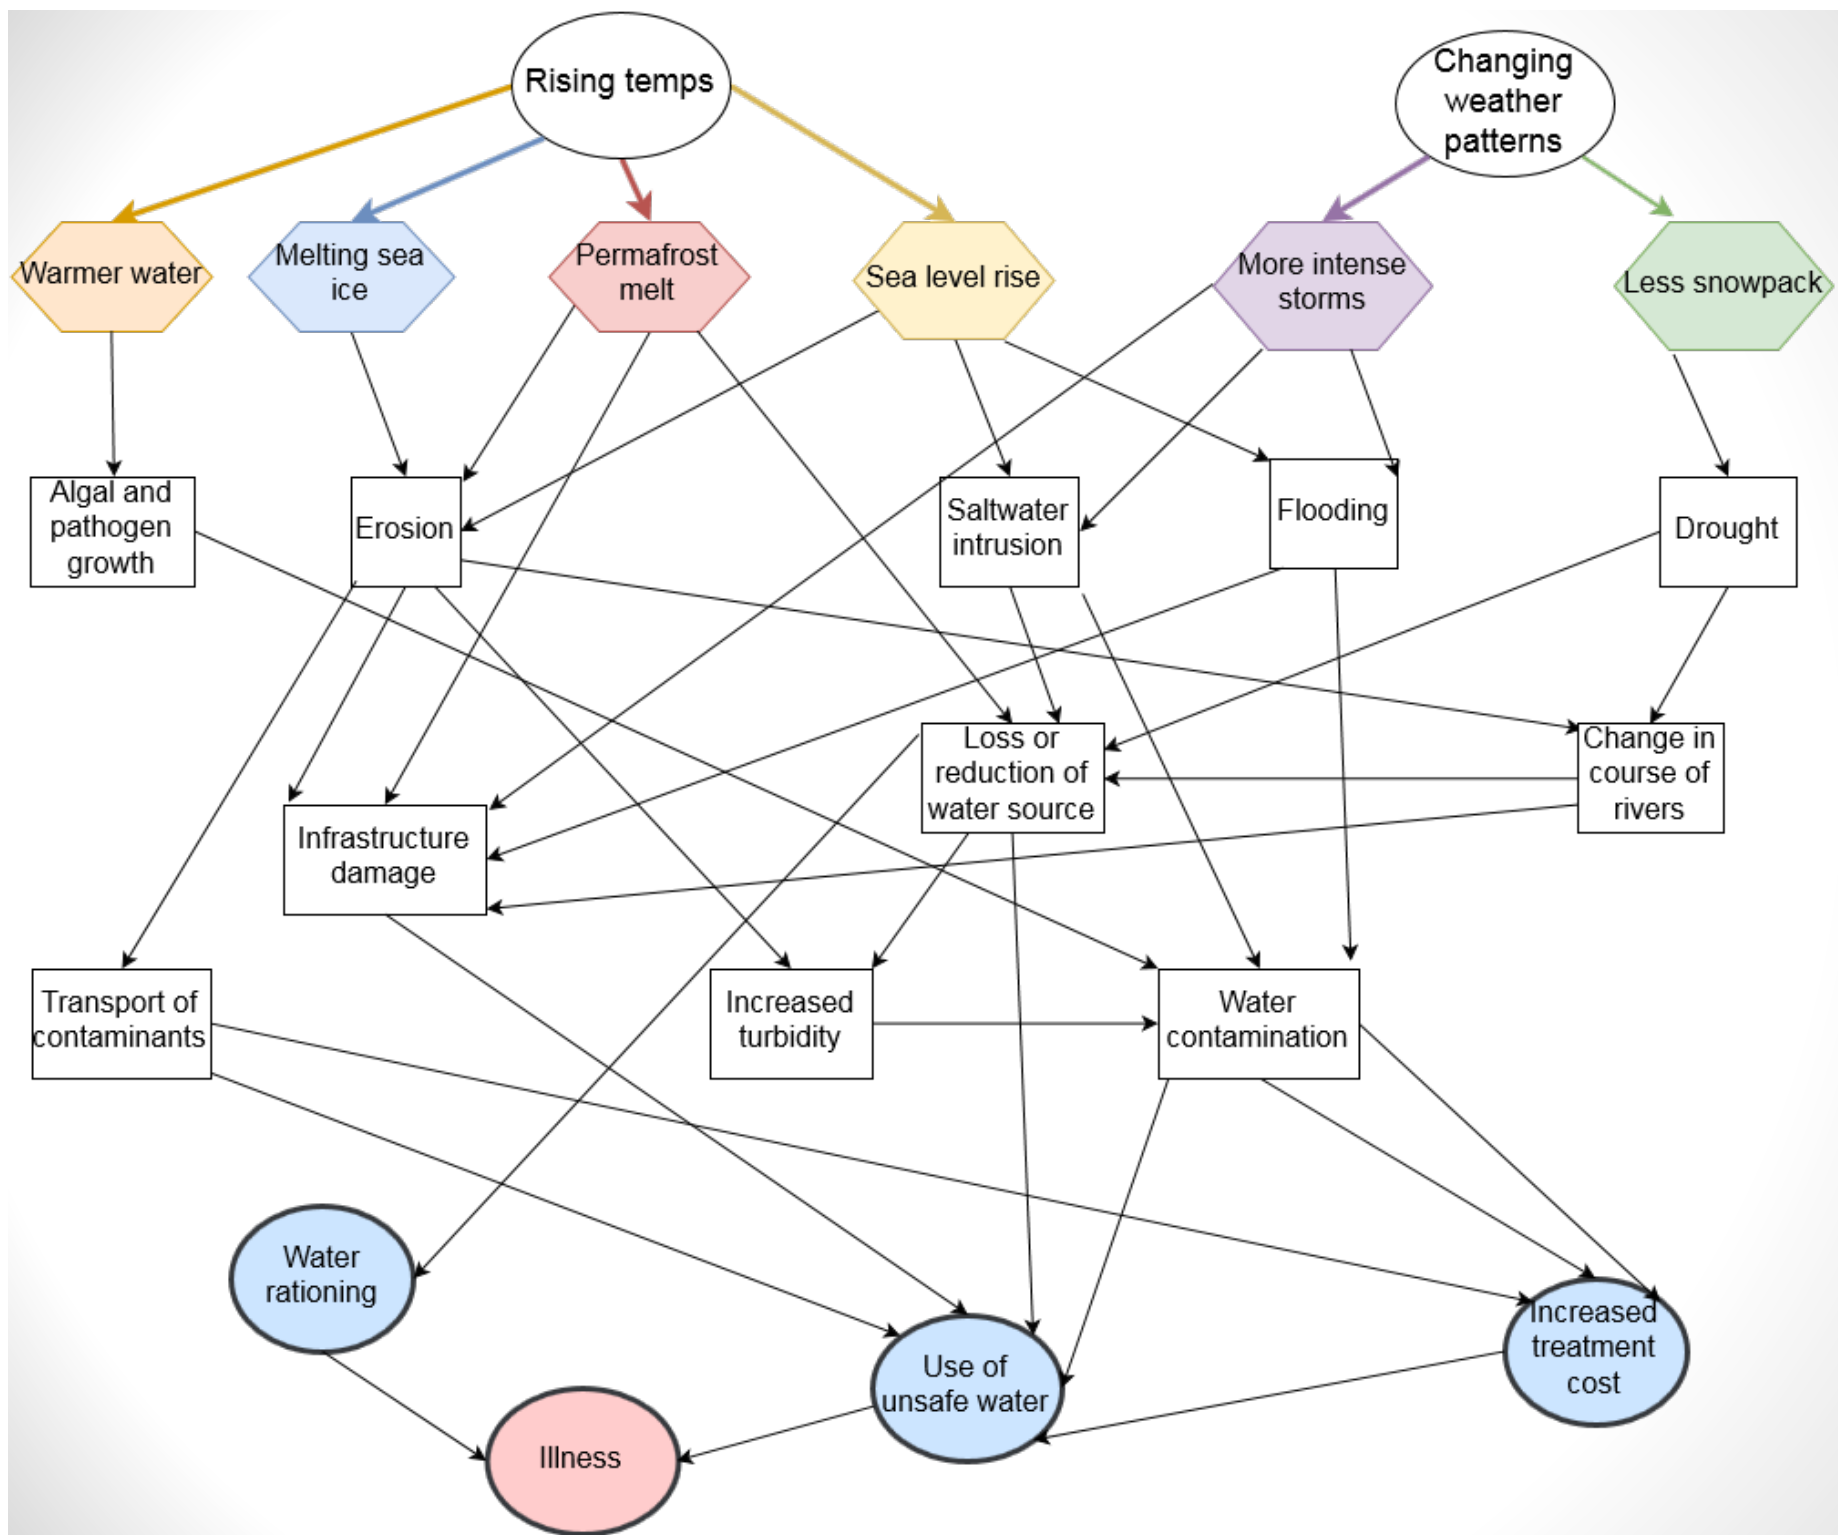 Rising temps
Changing
weather
patterns
Warmer water
Melting sea
ice
Permafrost
melt
Sea level rise
More intense
storms
Less snowpack
Algal and
pathogen
growth
Erosion
Saltwater
intrusion
Flooding
Drought
Infrastructure
damage
Loss or
reduction of
water source
Change in
course of
rivers
Transport of
contaminants
Increased
turbidity
Water
contamination
Water
rationing
Use of
unsafe water
Increased
treatment
cost
Illness